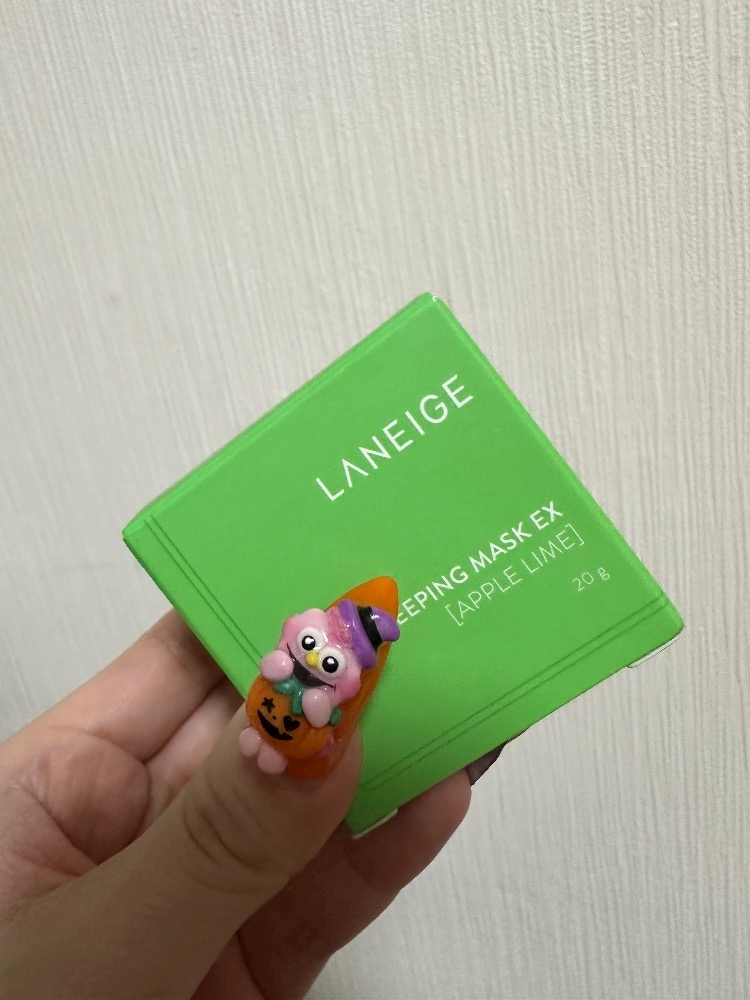 LANEIGE
EEPING MASK EX
[APPLE LIME]
20 g